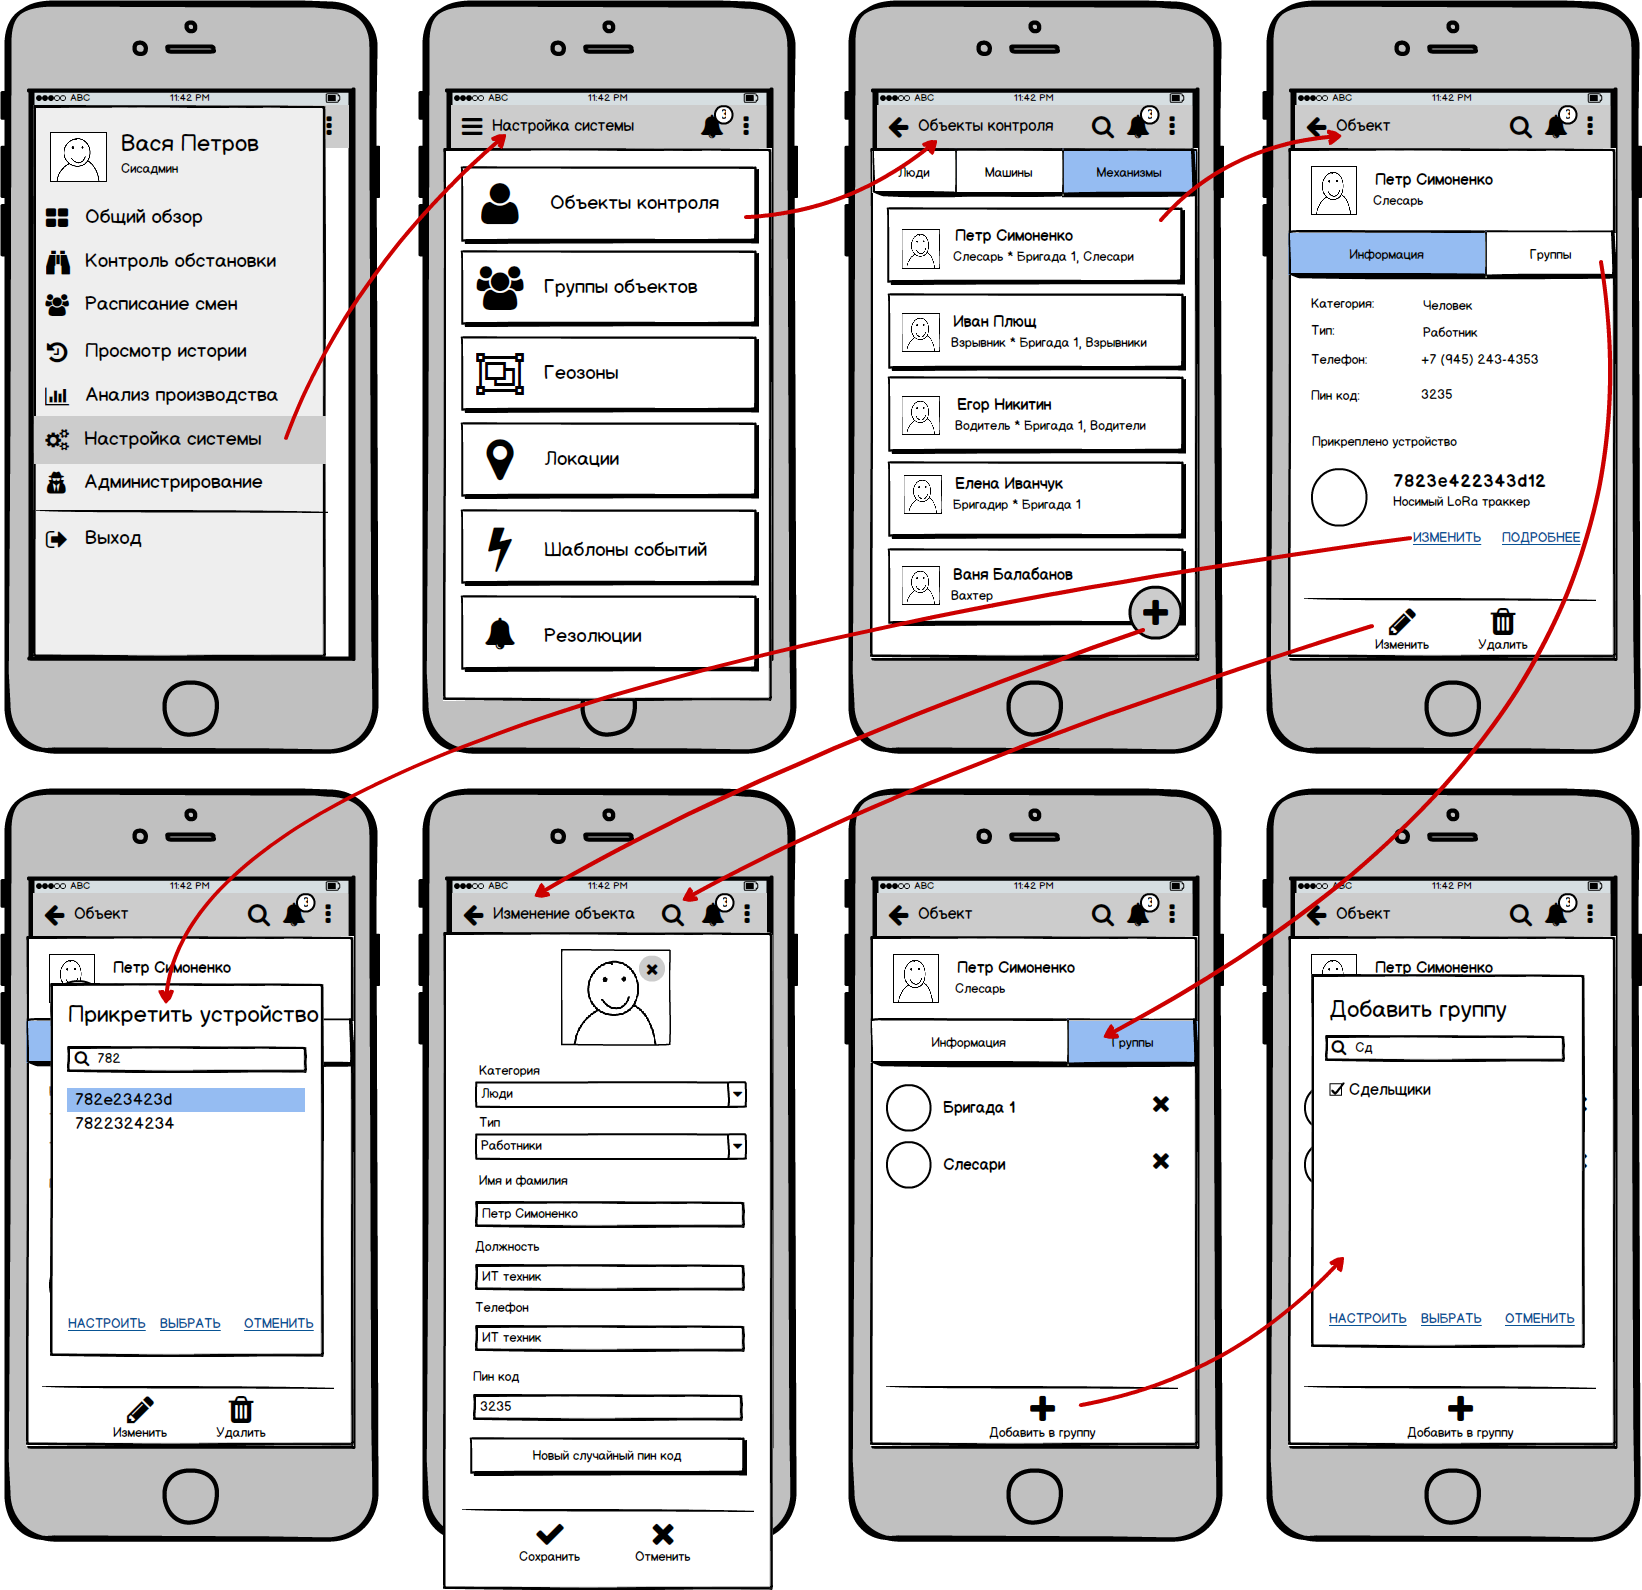 ABC 11:42 PM
Вася Петров
Сисадмин
Общий обзор
Контроль обстановки
Расписание смен
Просмотр истории
Анализ производства
Настройка системы
Администрирование
Выход
ABC 11:42 PM
Настройка системы 3
Объекты контроля
Группы объектов
Геозоны
Локации
Шаблоны событий
Резолюции
ABC 11:42 PM
Объекты контроля 3
Люди Машины Механизмы
Петр Симоненко
Слесарь * Бригада 1, Слесари
Иван Плющ
Взрывник * Бригада 1, Взрывники
Егор Никитин
Водитель * Бригада 1, Водители
Елена Иванчук
Бригадир * Бригада 1
Ваня Балабанов
Вахтер
ABC 11:42 PM
Объект 3
Петр Симоненко
Слесарь
Информация Группы
Категория: Человек
Тип: Работник
Телефон: +7 (945) 243-4353
Пин код: 3235
Прикреплено устройство
7823e422343d12
Носимый LoRa траккер
ИЗМЕНИТЬ ПОДРОБНЕЕ
Изменить Удалить
ABC 11:42 PM
Объект 3
Петр Симоненко
Прикретить устройство
782
782e23423d
7822324234
НАСТРОИТЬ ВЫБРАТЬ ОТМЕНИТЬ
Изменить Удалить
ABC 11:42 PM
Изменение объекта 3
Категория
Люди
Тип
Работники
Имя и фамилия
Петр Симоненко
Должность
ИТ техник
Телефон
ИТ техник
Пин код
3235
Новый случайный пин код
Сохранить Отменить
ABC 11:42 PM
Объект 3
Петр Симоненко
Слесарь
Информация Группы
Бригада 1
Слесари
Добавить в группу
ABC 11:42 PM
Объект 3
Петр Симоненко
Добавить группу
Сд
Сдельщики
НАСТРОИТЬ ВЫБРАТЬ ОТМЕНИТЬ
Добавить в группу